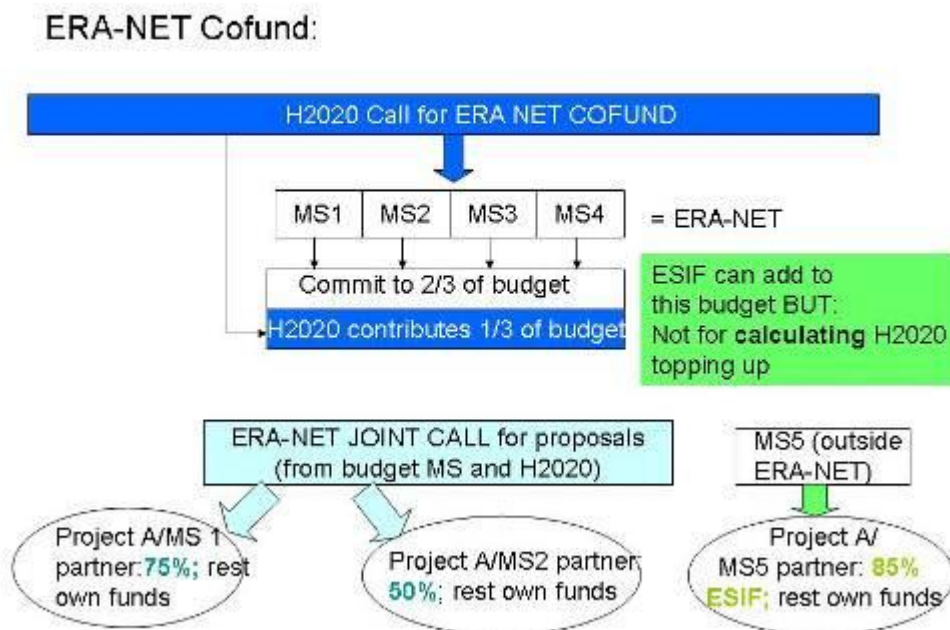 ERA-NET Cofund:
H2020 Call for ERA NET COFUND
MS1 MS2 MS3 MS4
= ERA-NET
Commit to 2/3 of budget
H2020 contributes 1/3 of budget
ESIF can add to
this budget BUT:
Not for calculating H2020
topping up
ERA-NET JOINT CALL for proposals
(from budget MS and H2020)
MS5 (outside
ERA-NET)
Project A/MS 1
partner:75%; rest
own funds
Project A/MS2 partner:
50%; rest own funds
Project A/
MS5 partner: 85%
ESIF; rest own funds